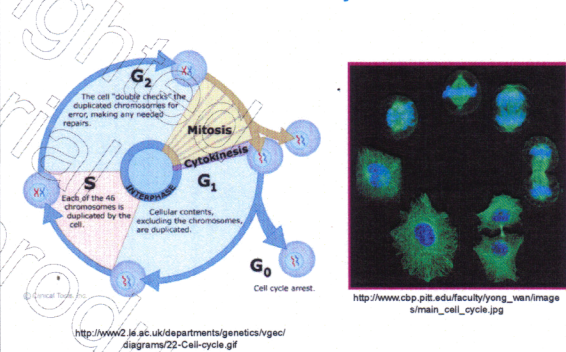 G2
The cell "double checks" the
duplicated chromosomes for
error, making any needed
repairs.
Mitosis
Cytokinesis
INTERPHASE
G1
Cellular contents,
excluding the chromosomes,
are duplicated.
S
Each of the 46
chromosomes is
duplicated by the
cell.
G0
Cell cycle arrest.
© Clinical Tools, Inc.
http://www2.le.ac.uk/departments/genetics/vgec/
diagrams/22-Cell-cycle.gif
http://www.cbp.pitt.edu/faculty/yong_wan/image
s/main_cell_cycle.jpg